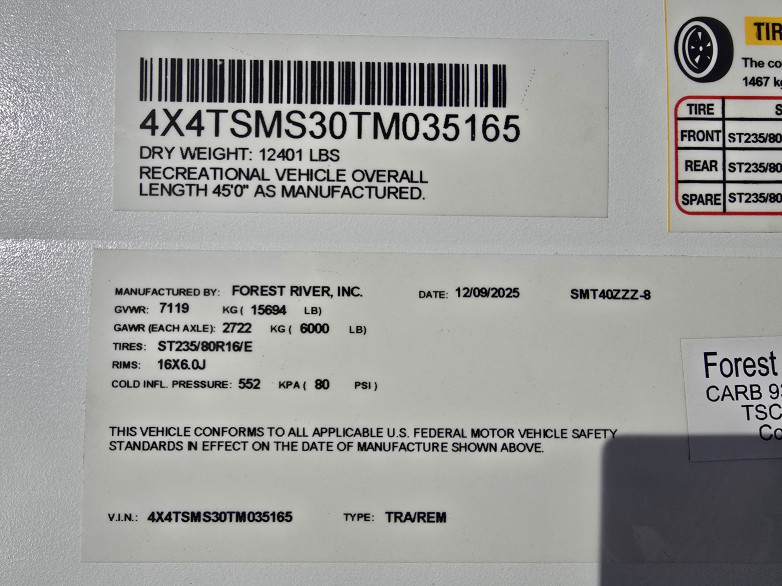 4X4TSMS30TM035165
DRY WEIGHT: 12401 LBS
RECREATIONAL VEHICLE OVERALL
LENGTH 45'0" AS MANUFACTURED.
TIR
The co
1467 kg
TIRE S
FRONT ST235/80
REAR ST235/80
SPARE ST235/80
MANUFACTURED BY: FOREST RIVER, INC. DATE: 12/09/2025 SMT40ZZZ-8
GVWR: 7119 KG ( 15694 LB)
GAWR (EACH AXLE): 2722 KG ( 6000 LB)
TIRES: ST235/80R16/E
RIMS: 16X6.0J
COLD INFL. PRESSURE: 552 KPA ( 80 PSI )
THIS VEHICLE CONFORMS TO ALL APPLICABLE U.S. FEDERAL MOTOR VEHICLE SAFETY
STANDARDS IN EFFECT ON THE DATE OF MANUFACTURE SHOWN ABOVE.
V.I.N.: 4X4TSMS30TM035165 TYPE: TRA/REM
Forest
CARB 93
TSC
Co